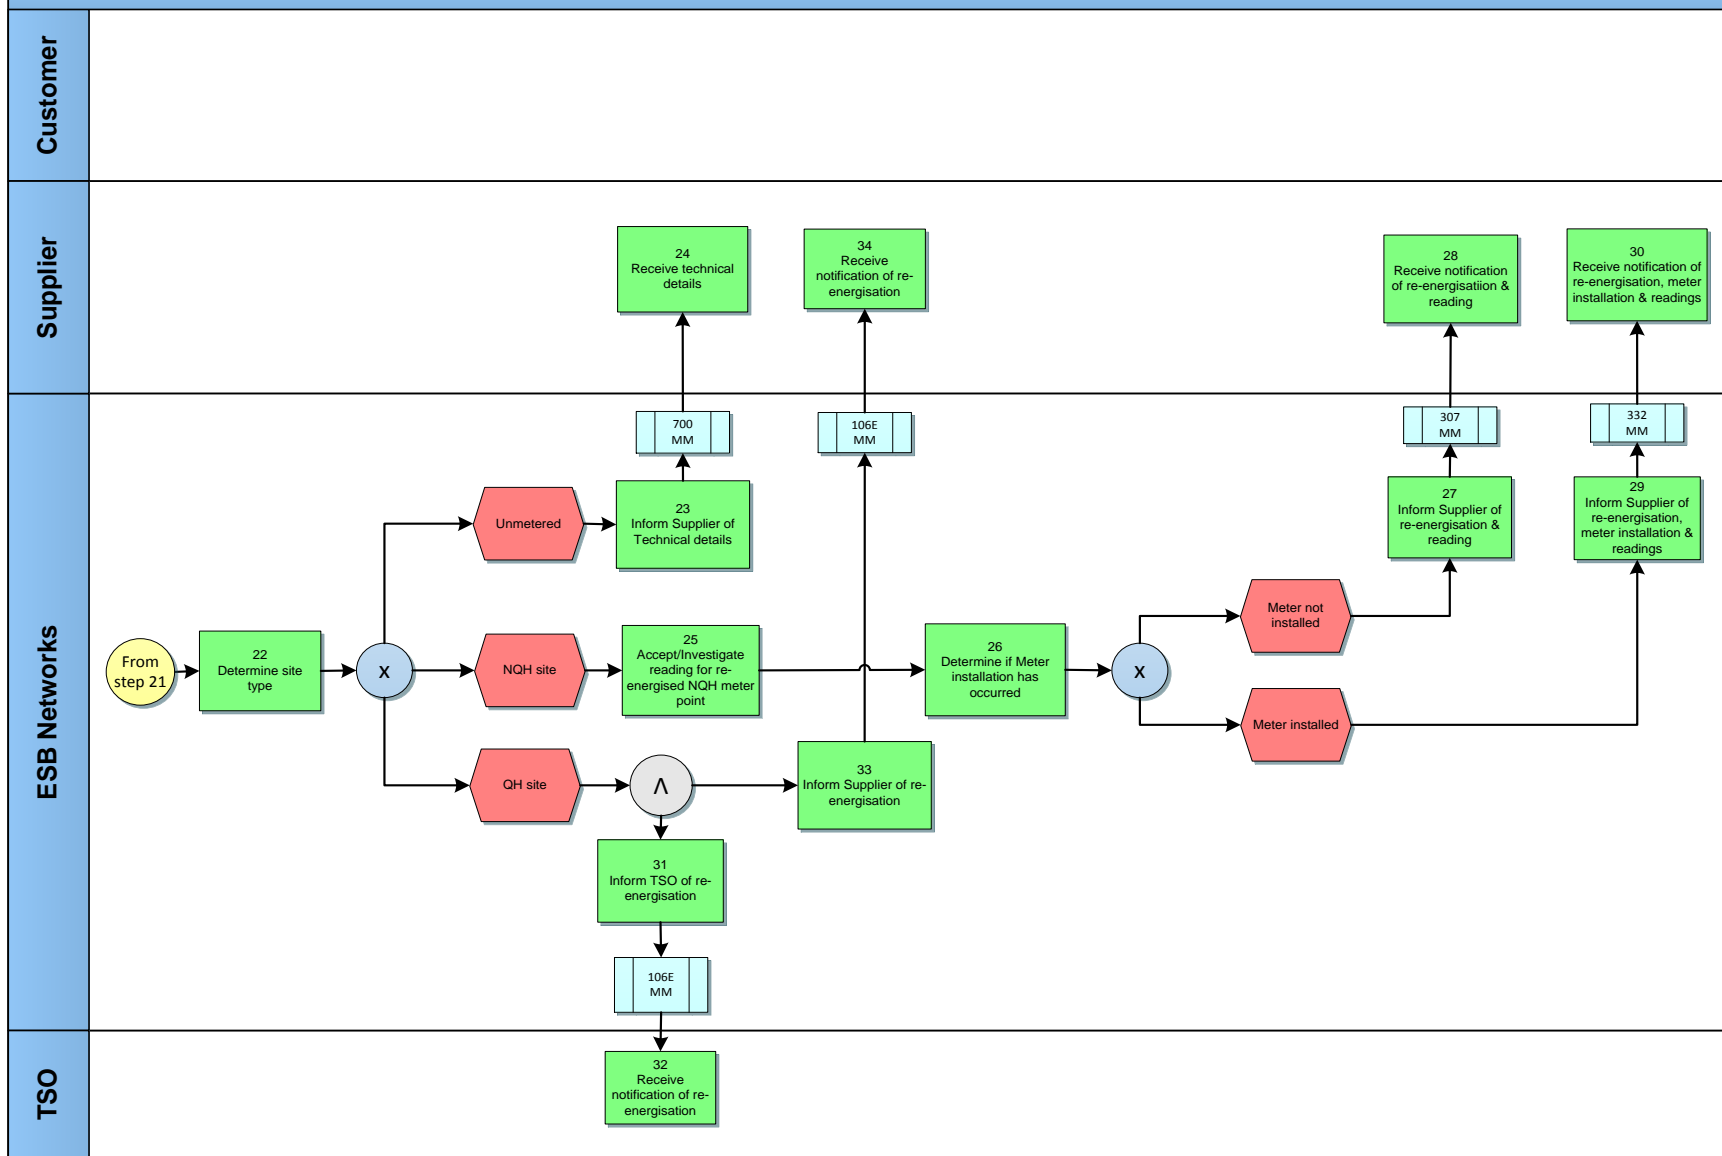 Customer
Supplier
24
Receive technical
details
34
Receive
notification of re-
energisation
28
Receive notification
of re-energisatiion &
reading
30
Receive notification of
re-energisation, meter
installation & readings
ESB Networks
700
MM
106E
MM
307
MM
332
MM
Unmetered
23
Inform Supplier of
Technical details
27
Inform Supplier of
re-energisation &
reading
29
Inform Supplier of
re-energisation,
meter installation &
readings
From
step 21
22
Determine site
type
X
NQH site
25
Accept/Investigate
reading for re-
energised NQH meter
point
26
Determine if Meter
installation has
occurred
X
Meter not
installed
Meter installed
QH site
Λ
33
Inform Supplier of re-
energisation
31
Inform TSO of re-
energisation
106E
MM
TSO
32
Receive
notification of re-
energisation